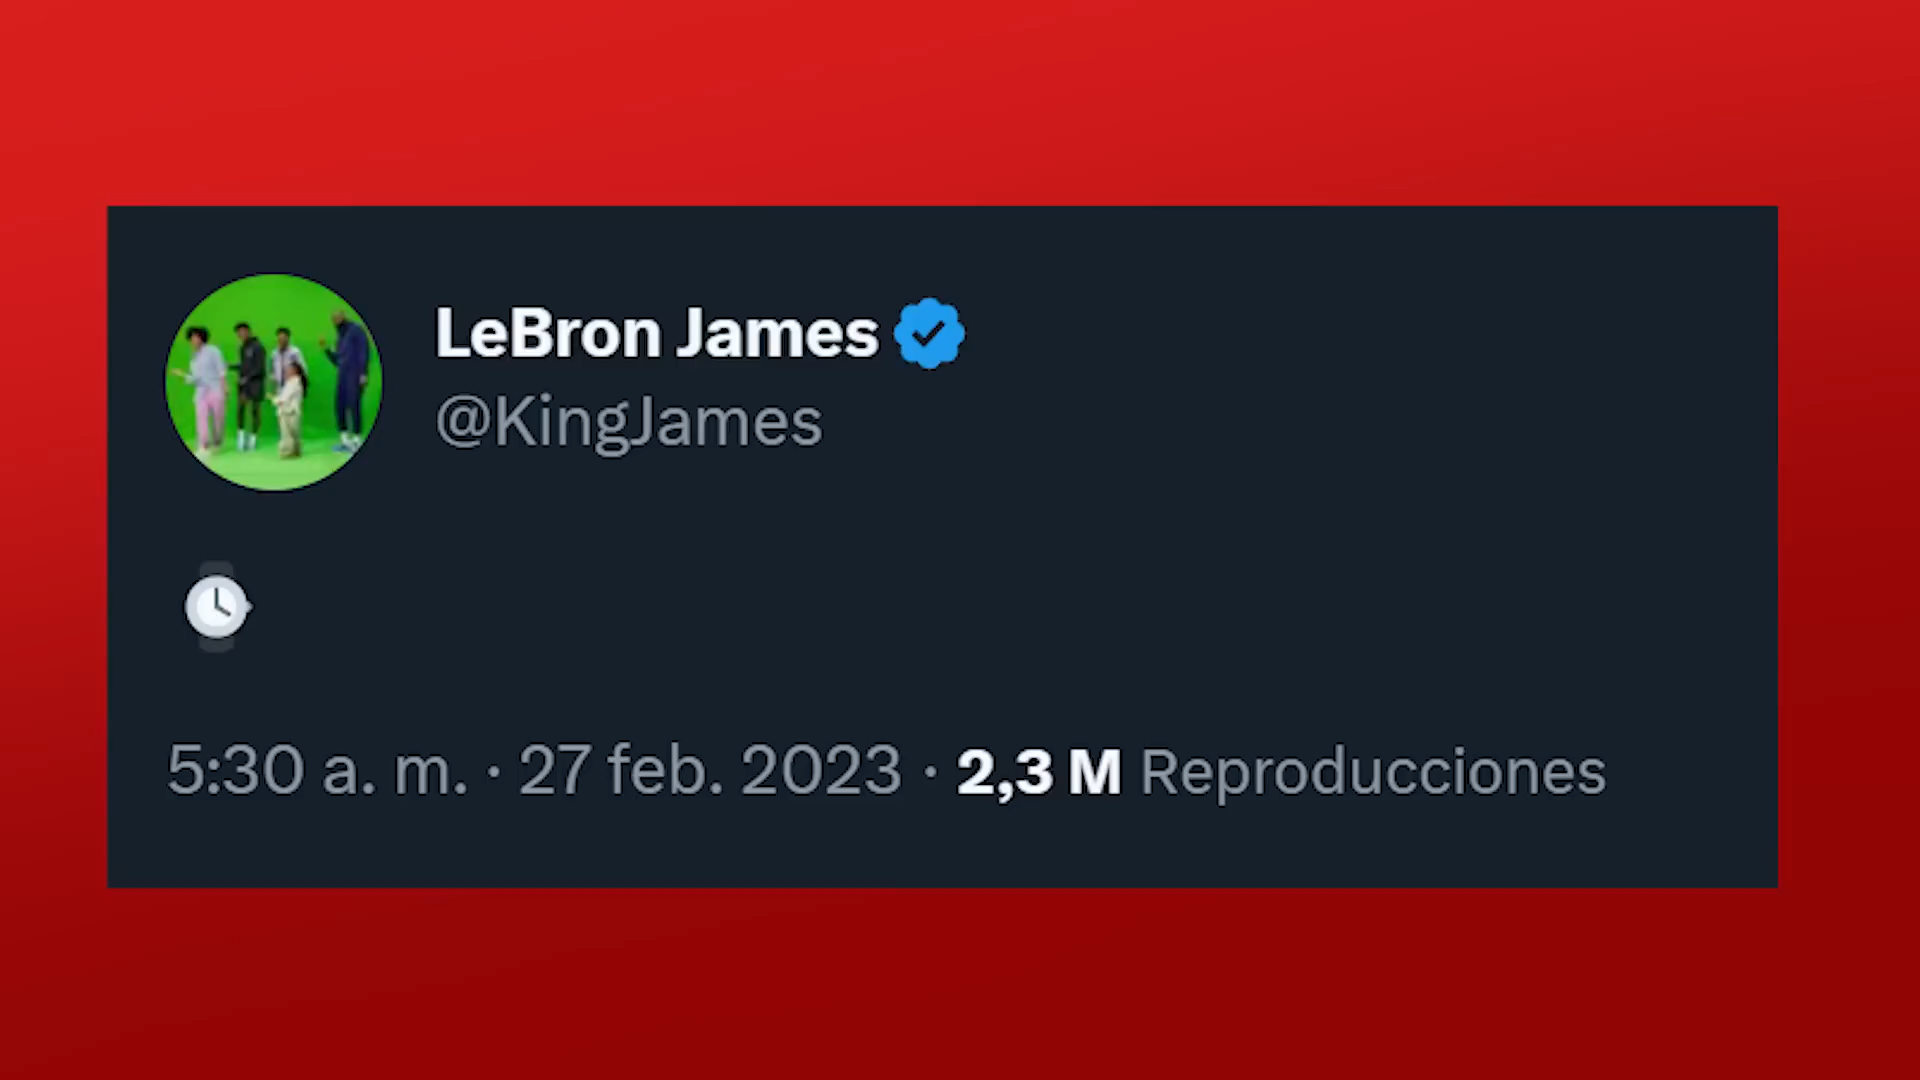 LeBron James
@KingJames
⌚
5:30 a. m. · 27 feb. 2023 · 2,3 M Reproducciones